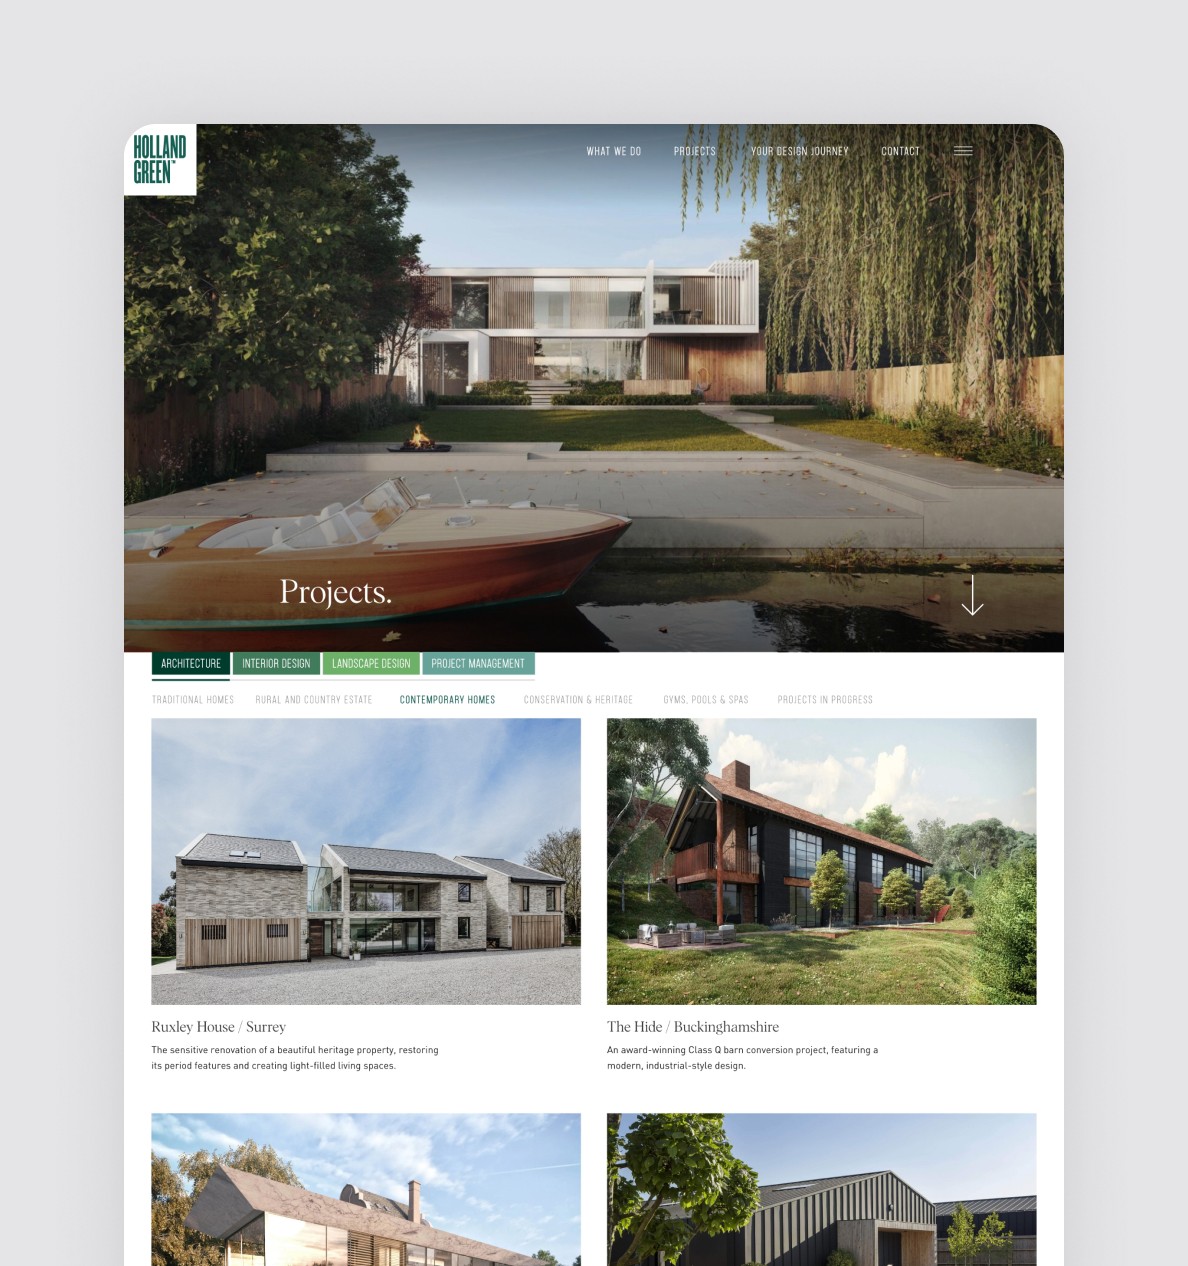 HOLLAND
GREEN™
WHAT WE DO PROJECTS YOUR DESIGN JOURNEY CONTACT
Projects.
ARCHITECTURE INTERIOR DESIGN LANDSCAPE DESIGN PROJECT MANAGEMENT
TRADITIONAL HOMES RURAL AND COUNTRY ESTATE CONTEMPORARY HOMES CONSERVATION & HERITAGE GYMS, POOLS & SPAS PROJECTS IN PROGRESS
Ruxley House / Surrey
The sensitive renovation of a beautiful heritage property, restoring
its period features and creating light-filled living spaces.
The Hide / Buckinghamshire
An award-winning Class Q barn conversion project, featuring a
modern, industrial-style design.